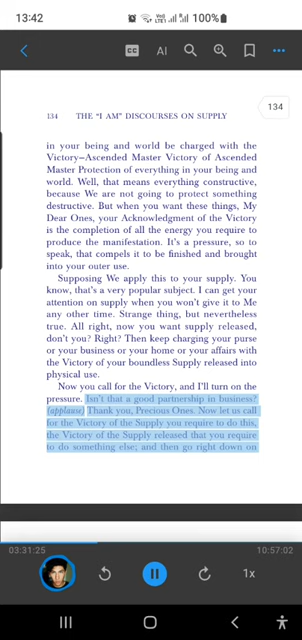 13:42
100%
CC AI
134
134 THE "I AM" DISCOURSES ON SUPPLY
in your being and world be charged with the
Victory—Ascended Master Victory of Ascended
Master Protection of everything in your being and
world. Well, that means everything constructive,
because We are not going to protect something
destructive. But when you want these things, My
Dear Ones, your Acknowledgment of the Victory
is the completion of all the energy you require to
produce the manifestation. It's a pressure, so to
speak, that compels it to be finished and brought
into your outer use.
Supposing We apply this to your supply. You
know, that's a very popular subject. I can get your
attention on supply when you won't give it to Me
any other time. Strange thing, but nevertheless
true. All right, now you want supply released,
don't you? Right? Then keep charging your purse
or your business or your home or your affairs with
the Victory of your boundless Supply released into
physical use.
Now you call for the Victory, and I'll turn on the
pressure. Isn't that a good partnership in business?
(applause) Thank you, Precious Ones. Now let us call
for the Victory of the Supply you require to do this,
the Victory of the Supply released that you require
to do something else; and then go right down on
03:31:25 10:57:02
1x